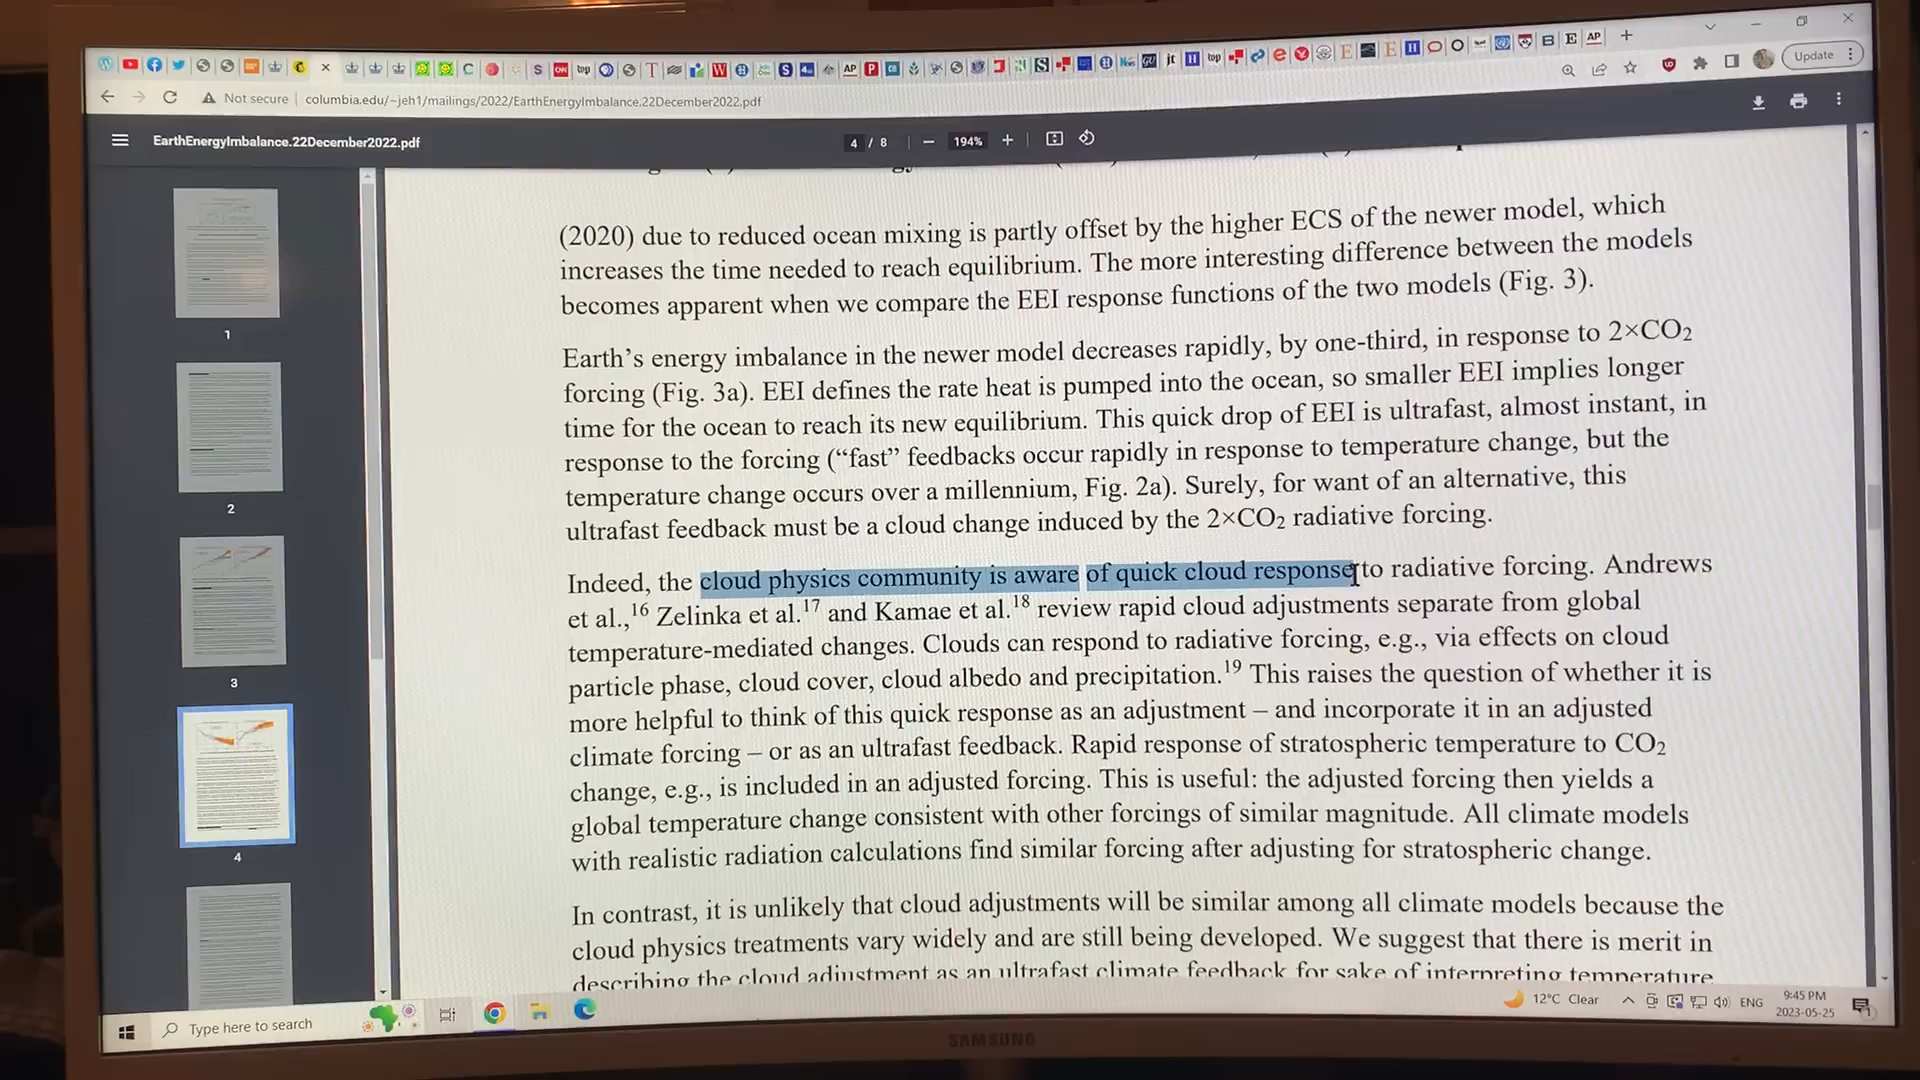 Update
Not secure | columbia.edu/~jeh1/mailings/2022/EarthEnergyImbalance.22December2022.pdf
EarthEnergyImbalance.22December2022.pdf
4 / 8
194%
1
2
3
4
(2020) due to reduced ocean mixing is partly offset by the higher ECS of the newer model, which
increases the time needed to reach equilibrium. The more interesting difference between the models
becomes apparent when we compare the EEI response functions of the two models (Fig. 3).
Earth’s energy imbalance in the newer model decreases rapidly, by one-third, in response to 2×CO₂
forcing (Fig. 3a). EEI defines the rate heat is pumped into the ocean, so smaller EEI implies longer
time for the ocean to reach its new equilibrium. This quick drop of EEI is ultrafast, almost instant, in
response to the forcing (“fast” feedbacks occur rapidly in response to temperature change, but the
temperature change occurs over a millennium, Fig. 2a). Surely, for want of an alternative, this
ultrafast feedback must be a cloud change induced by the 2×CO₂ radiative forcing.
Indeed, the cloud physics community is aware of quick cloud response to radiative forcing. Andrews
et al.,¹⁶ Zelinka et al.¹⁷ and Kamae et al.¹⁸ review rapid cloud adjustments separate from global
temperature-mediated changes. Clouds can respond to radiative forcing, e.g., via effects on cloud
particle phase, cloud cover, cloud albedo and precipitation.¹⁹ This raises the question of whether it is
more helpful to think of this quick response as an adjustment – and incorporate it in an adjusted
climate forcing – or as an ultrafast feedback. Rapid response of stratospheric temperature to CO₂
change, e.g., is included in an adjusted forcing. This is useful: the adjusted forcing then yields a
global temperature change consistent with other forcings of similar magnitude. All climate models
with realistic radiation calculations find similar forcing after adjusting for stratospheric change.
In contrast, it is unlikely that cloud adjustments will be similar among all climate models because the
cloud physics treatments vary widely and are still being developed. We suggest that there is merit in
describing the cloud adjustment as an ultrafast climate feedback for sake of interpreting temperature
Type here to search
12°C Clear
ENG
9:45 PM
2023-05-25
SAMSUNG